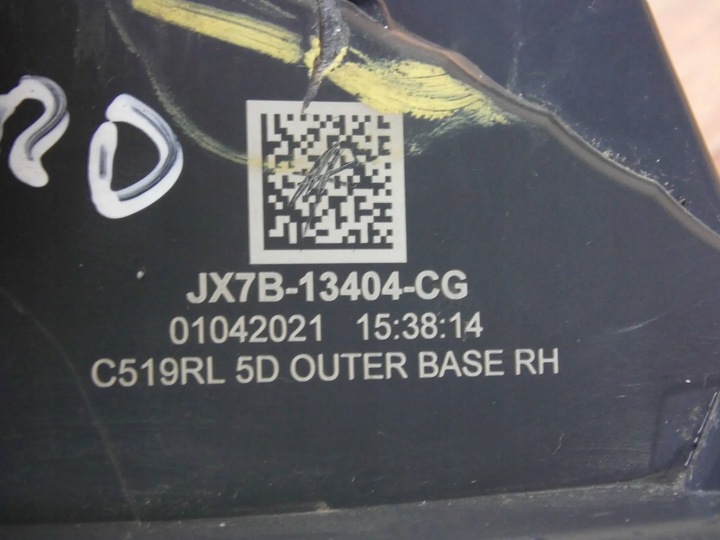 JX7B-13404-CG
01042021 15:38:14
C519RL 5D OUTER BASE RH